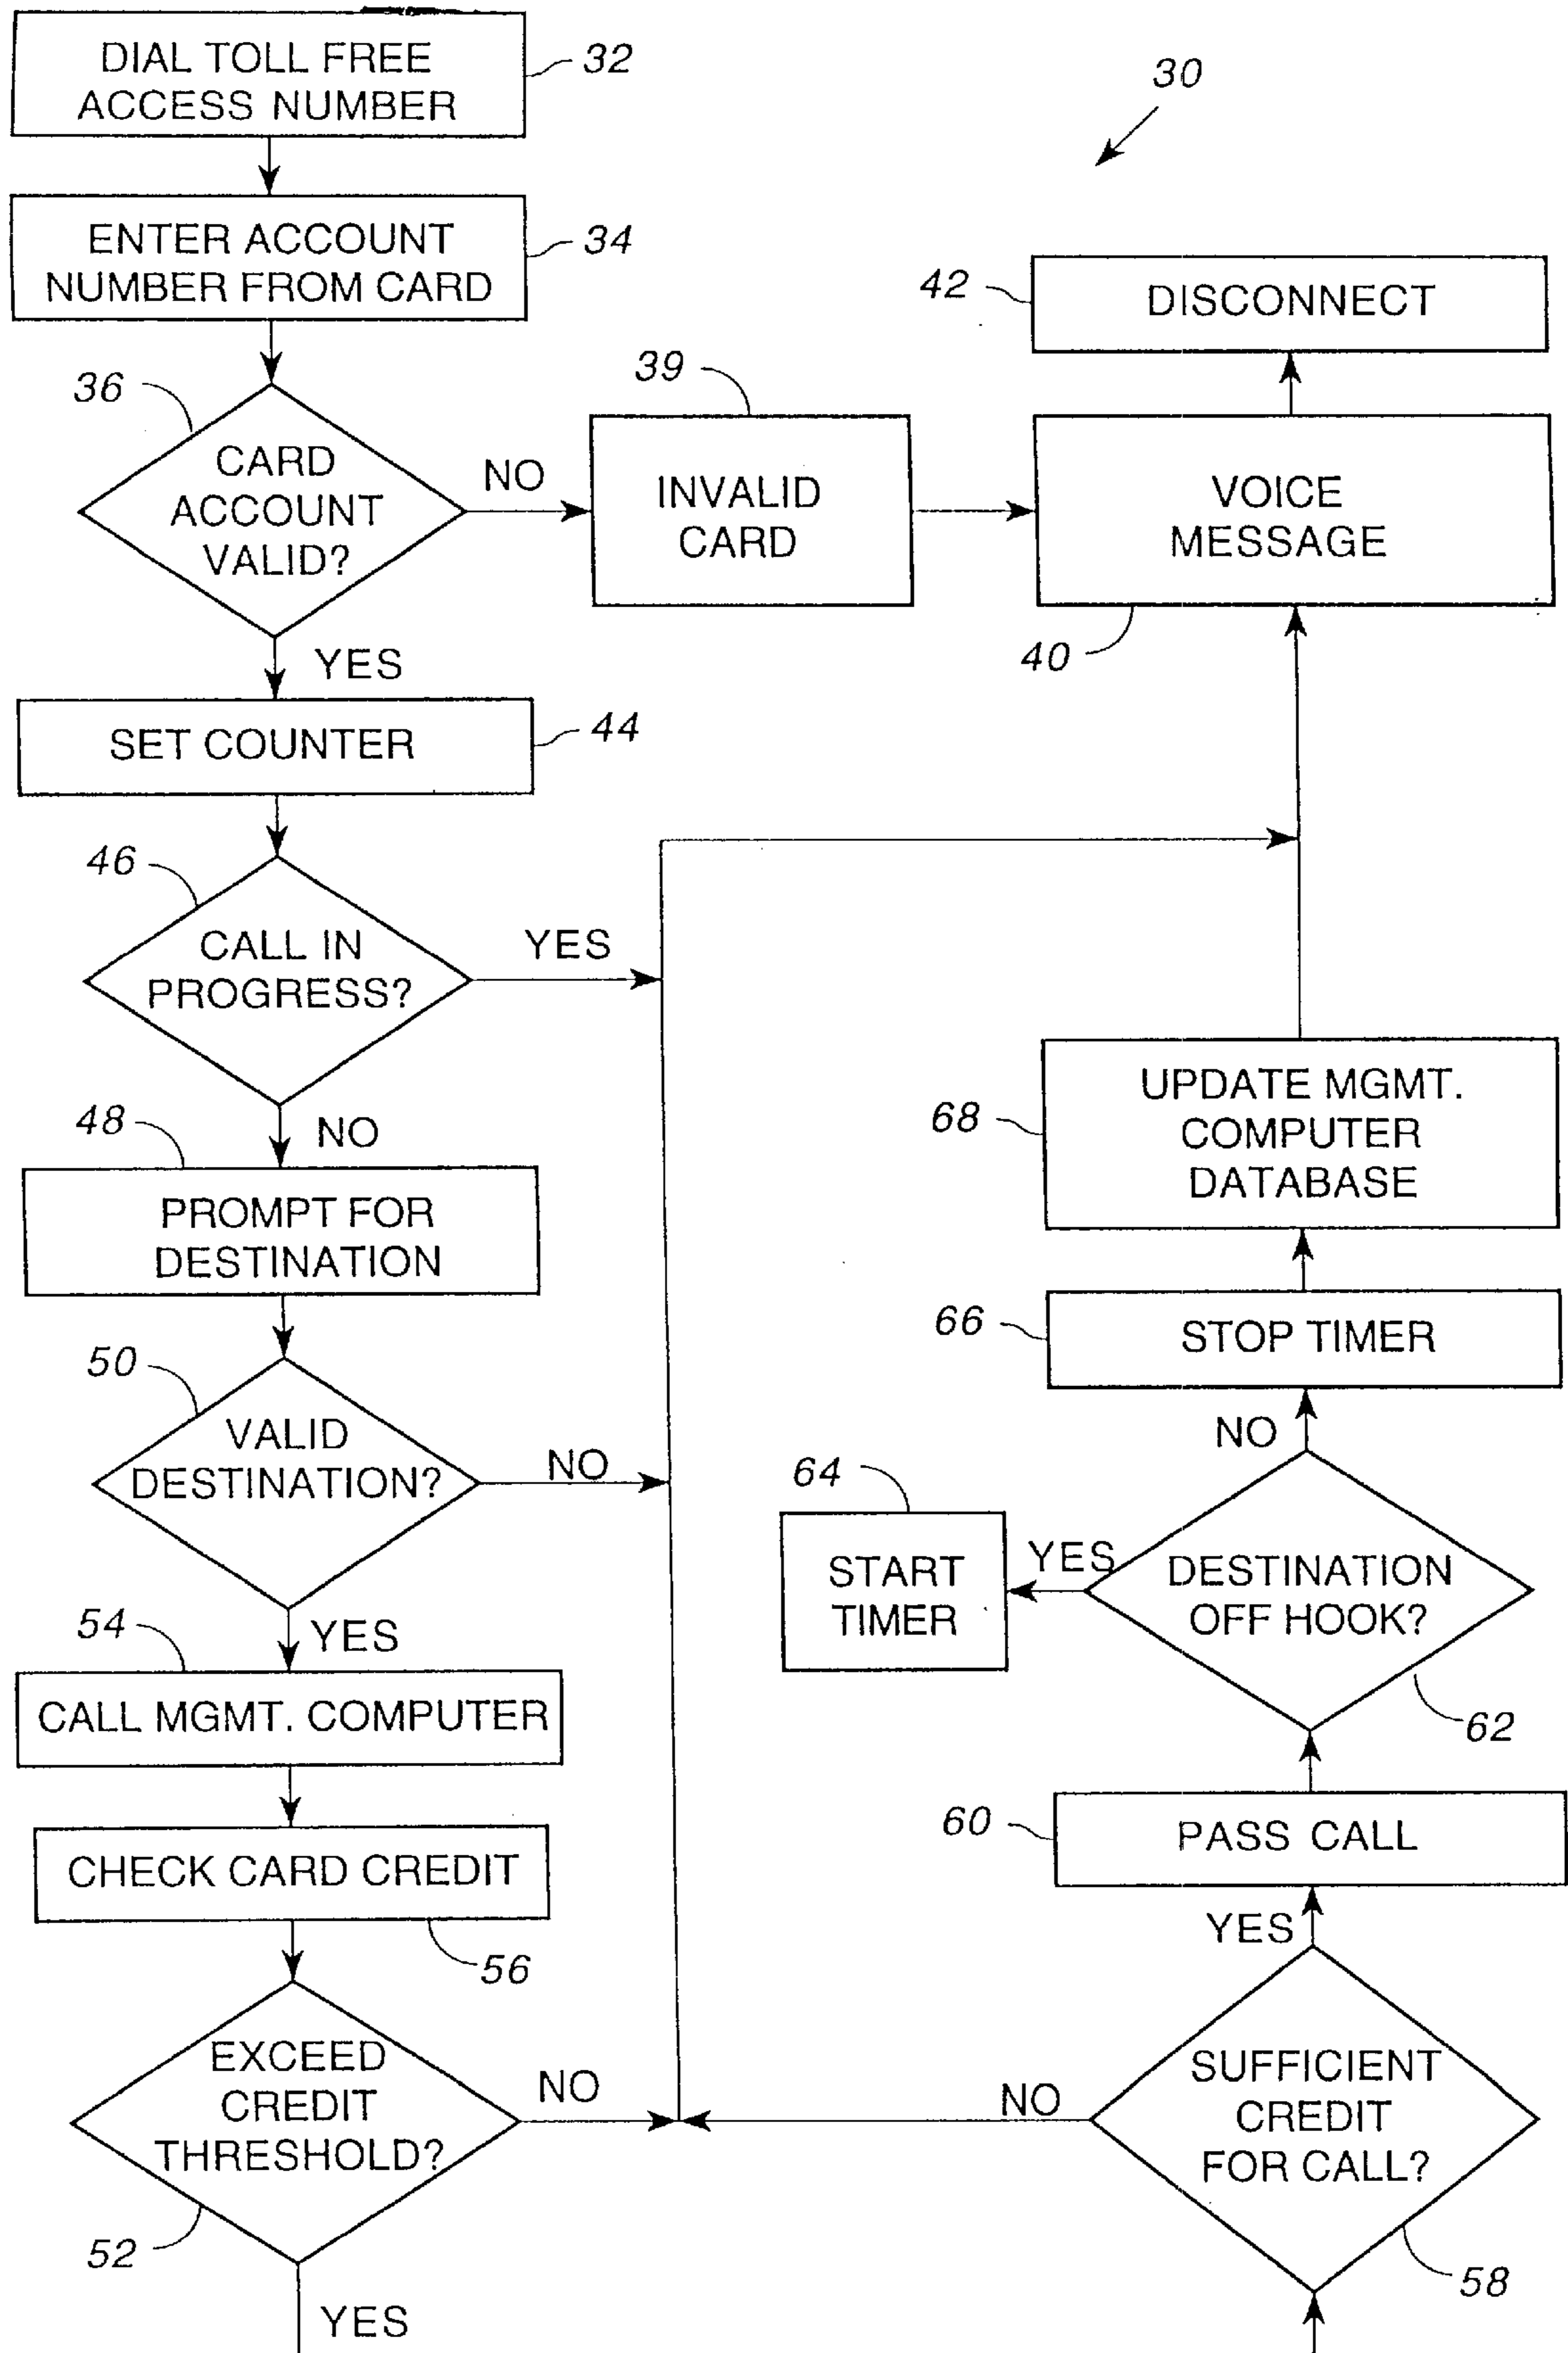 DIAL TOLL FREE
ACCESS NUMBER
32
30
ENTER ACCOUNT
NUMBER FROM CARD
34
42
DISCONNECT
36
CARD
ACCOUNT
VALID?
NO
39
INVALID
CARD
VOICE
MESSAGE
40
YES
SET COUNTER
44
46
CALL IN
PROGRESS?
YES
NO
48
PROMPT FOR
DESTINATION
68
UPDATE MGMT.
COMPUTER
DATABASE
66
STOP TIMER
50
VALID
DESTINATION?
NO
NO
64
START
TIMER
YES
DESTINATION
OFF HOOK?
62
54
YES
CALL MGMT. COMPUTER
60
PASS CALL
CHECK CARD CREDIT
56
YES
EXCEED
CREDIT
THRESHOLD?
NO
52
NO
SUFFICIENT
CREDIT
FOR CALL?
58
YES